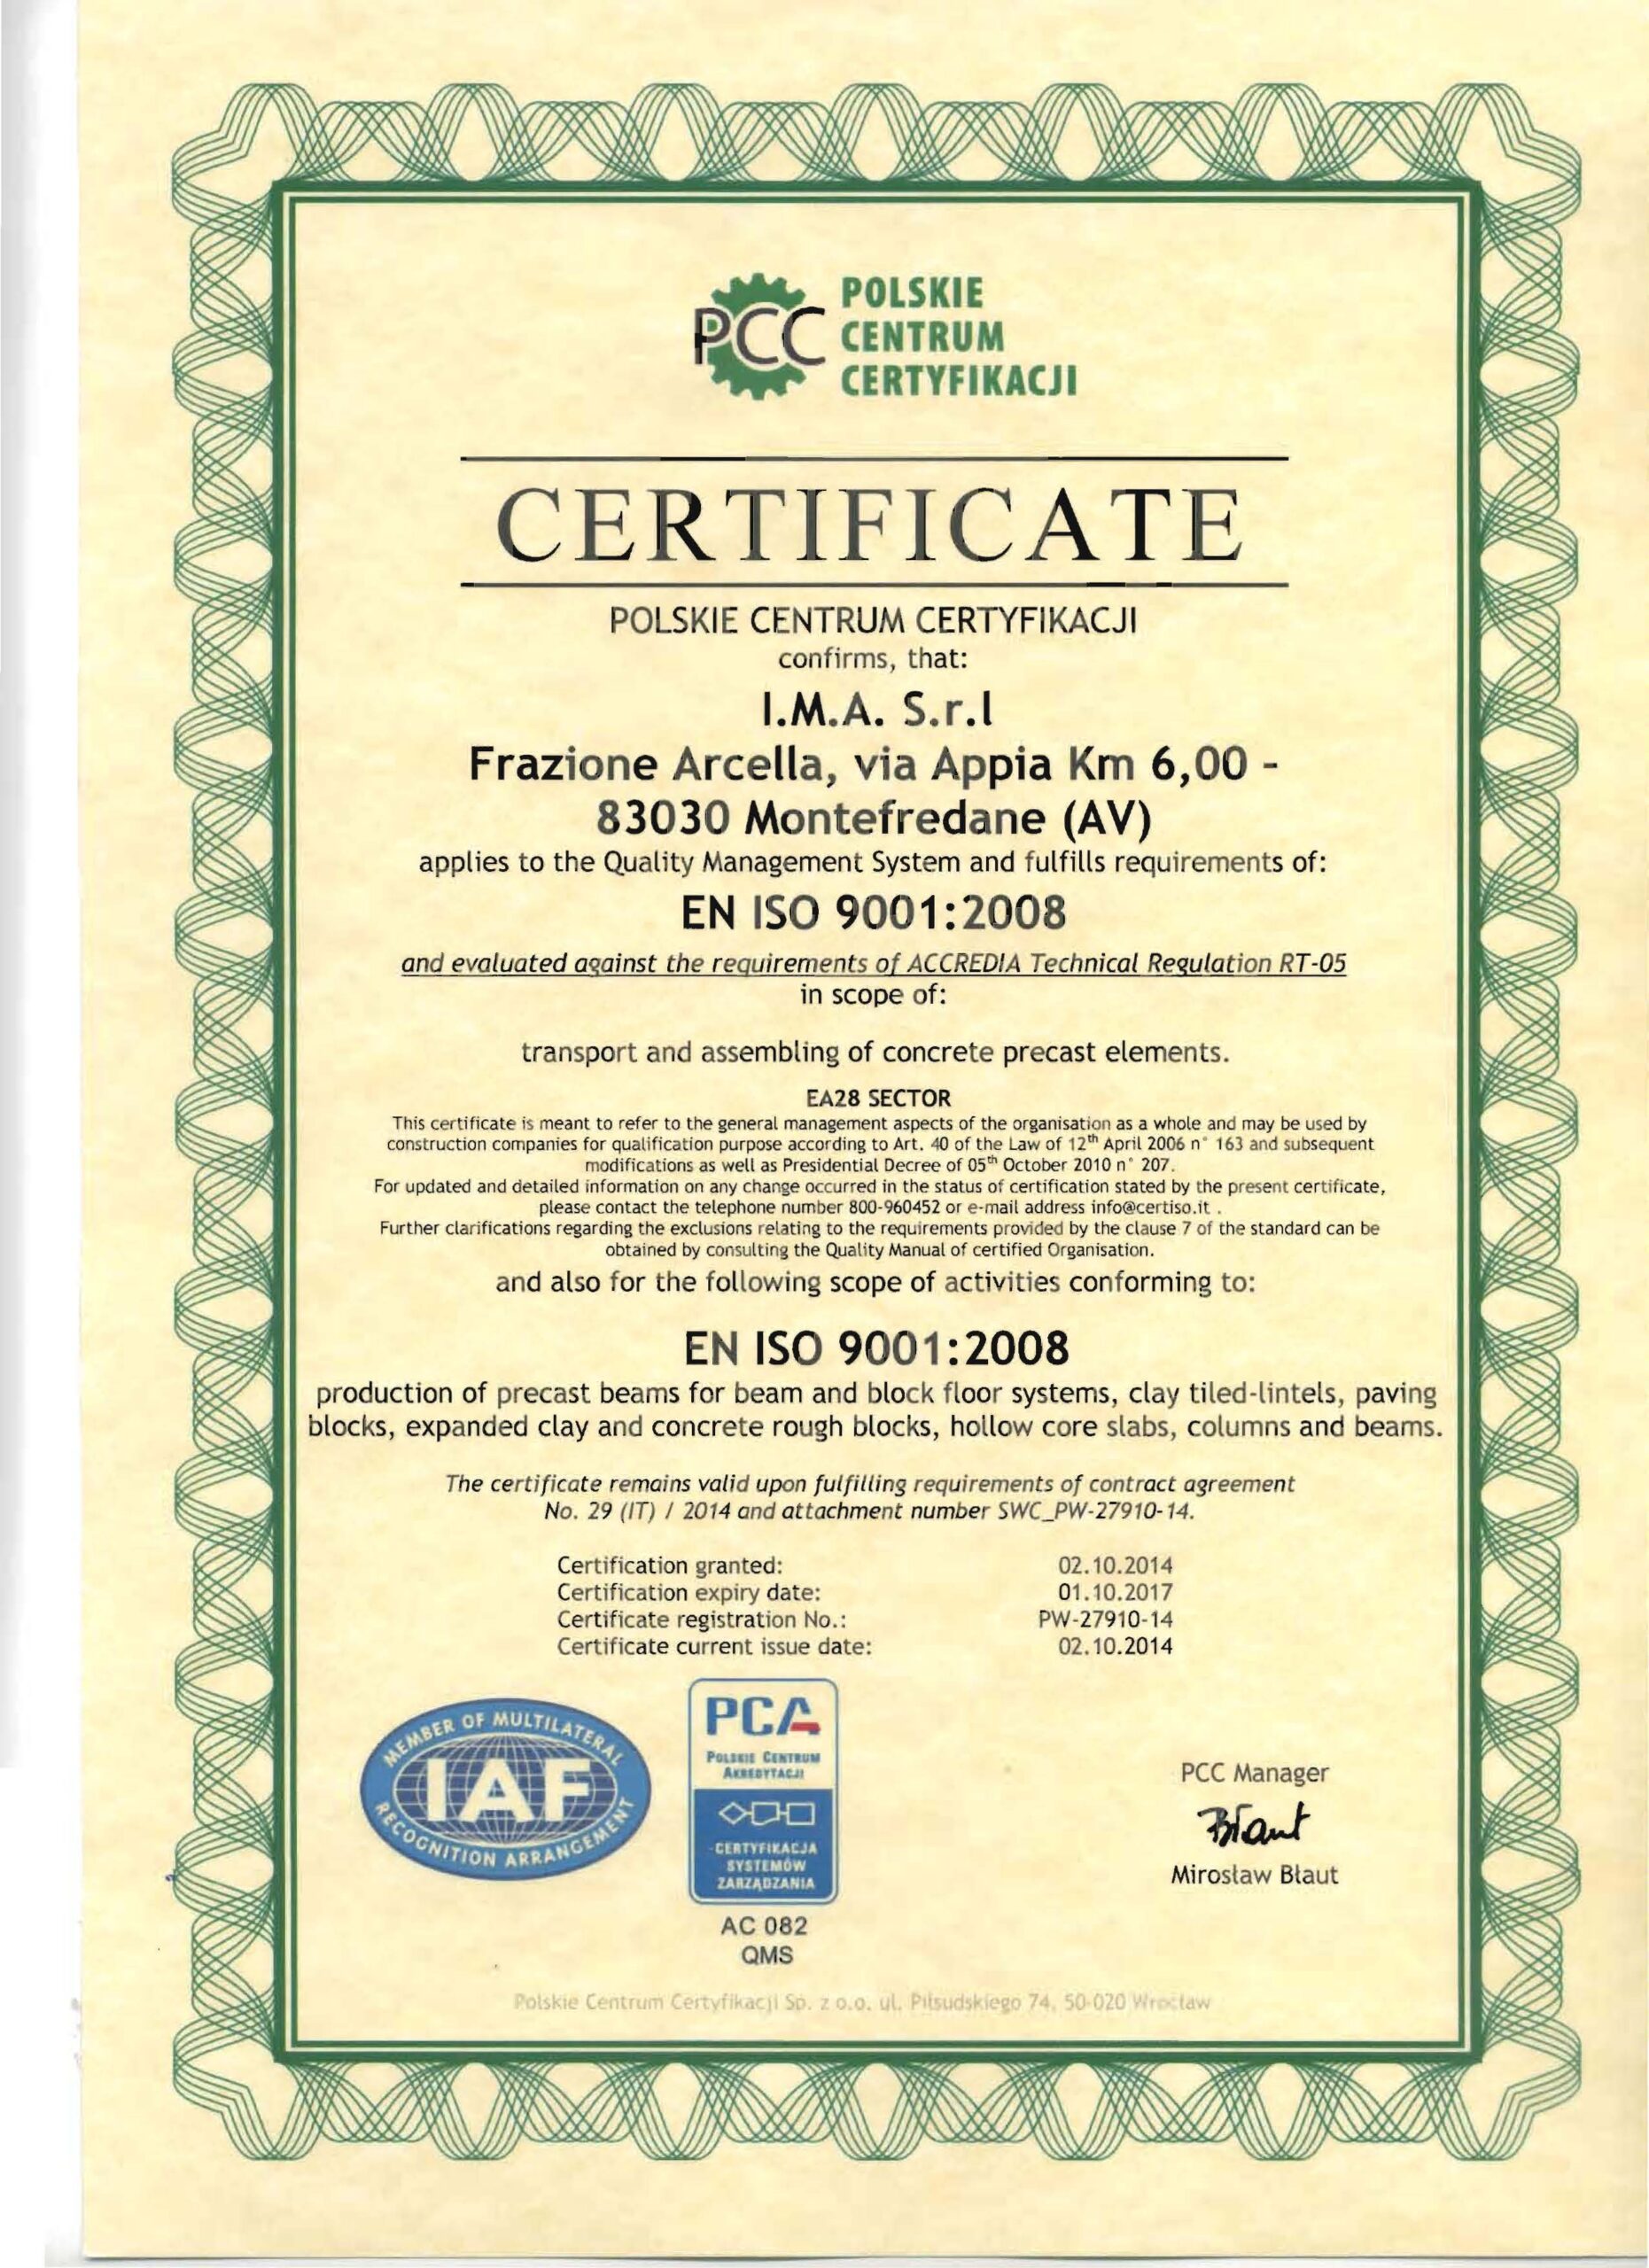 PCC
POLSKIE
CENTRUM
CERTYFIKACJI
CERTIFICATE
POLSKIE CENTRUM CERTYFIKACJI
confirms, that:
I.M.A. S.r.l
Frazione Arcella, via Appia Km 6,00 -
83030 Montefredane (AV)
applies to the Quality Management System and fulfills requirements of:
EN ISO 9001:2008
and evaluated against the requirements of ACCREDIA Technical Regulation RT-05
in scope of:
transport and assembling of concrete precast elements.
EA28 SECTOR
This certificate is meant to refer to the general management aspects of the organisation as a whole and may be used by
construction companies for qualification purpose according to Art. 40 of the Law of 12th April 2006 n° 163 and subsequent
modifications as well as Presidential Decree of 05th October 2010 n° 207.
For updated and detailed information on any change occurred in the status of certification stated by the present certificate,
please contact the telephone number 800-960452 or e-mail address info@certiso.it .
Further clarifications regarding the exclusions relating to the requirements provided by the clause 7 of the standard can be
obtained by consulting the Quality Manual of certified Organisation.
and also for the following scope of activities conforming to:
EN ISO 9001:2008
production of precast beams for beam and block floor systems, clay tiled-lintels, paving
blocks, expanded clay and concrete rough blocks, hollow core slabs, columns and beams.
The certificate remains valid upon fulfilling requirements of contract agreement
No. 29 (IT) / 2014 and attachment number SWC_PW-27910-14.
Certification granted: 02.10.2014
Certification expiry date: 01.10.2017
Certificate registration No.: PW-27910-14
Certificate current issue date: 02.10.2014
MEMBER OF MULTILATERAL
IAF
RECOGNITION ARRANGEMENT
PCA
POLSKIE CENTRUM
AKREDYTACJI
CERTYFIKACJA
SYSTEMÓW
ZARZĄDZANIA
AC 082
QMS
PCC Manager
Błaut
Mirosław Błaut
Polskie Centrum Certyfikacji Sp. z o.o. ul. Piłsudskiego 74, 50-020 Wrocław